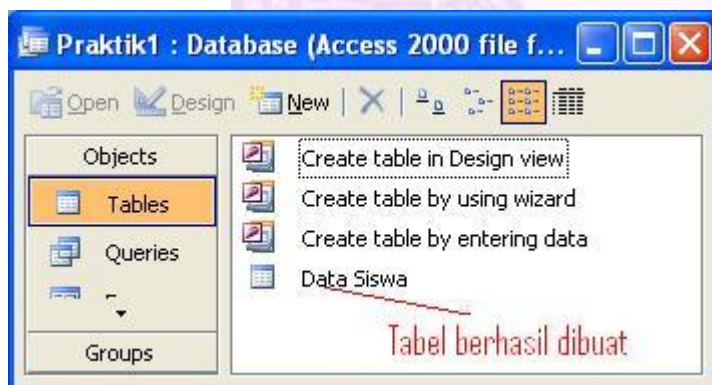 Praktik1 : Database (Access 2000 file f...
Open Design New
Objects
Tables
Queries
Groups
Create table in Design view
Create table by using wizard
Create table by entering data
Data Siswa
Tabel berhasil dibuat